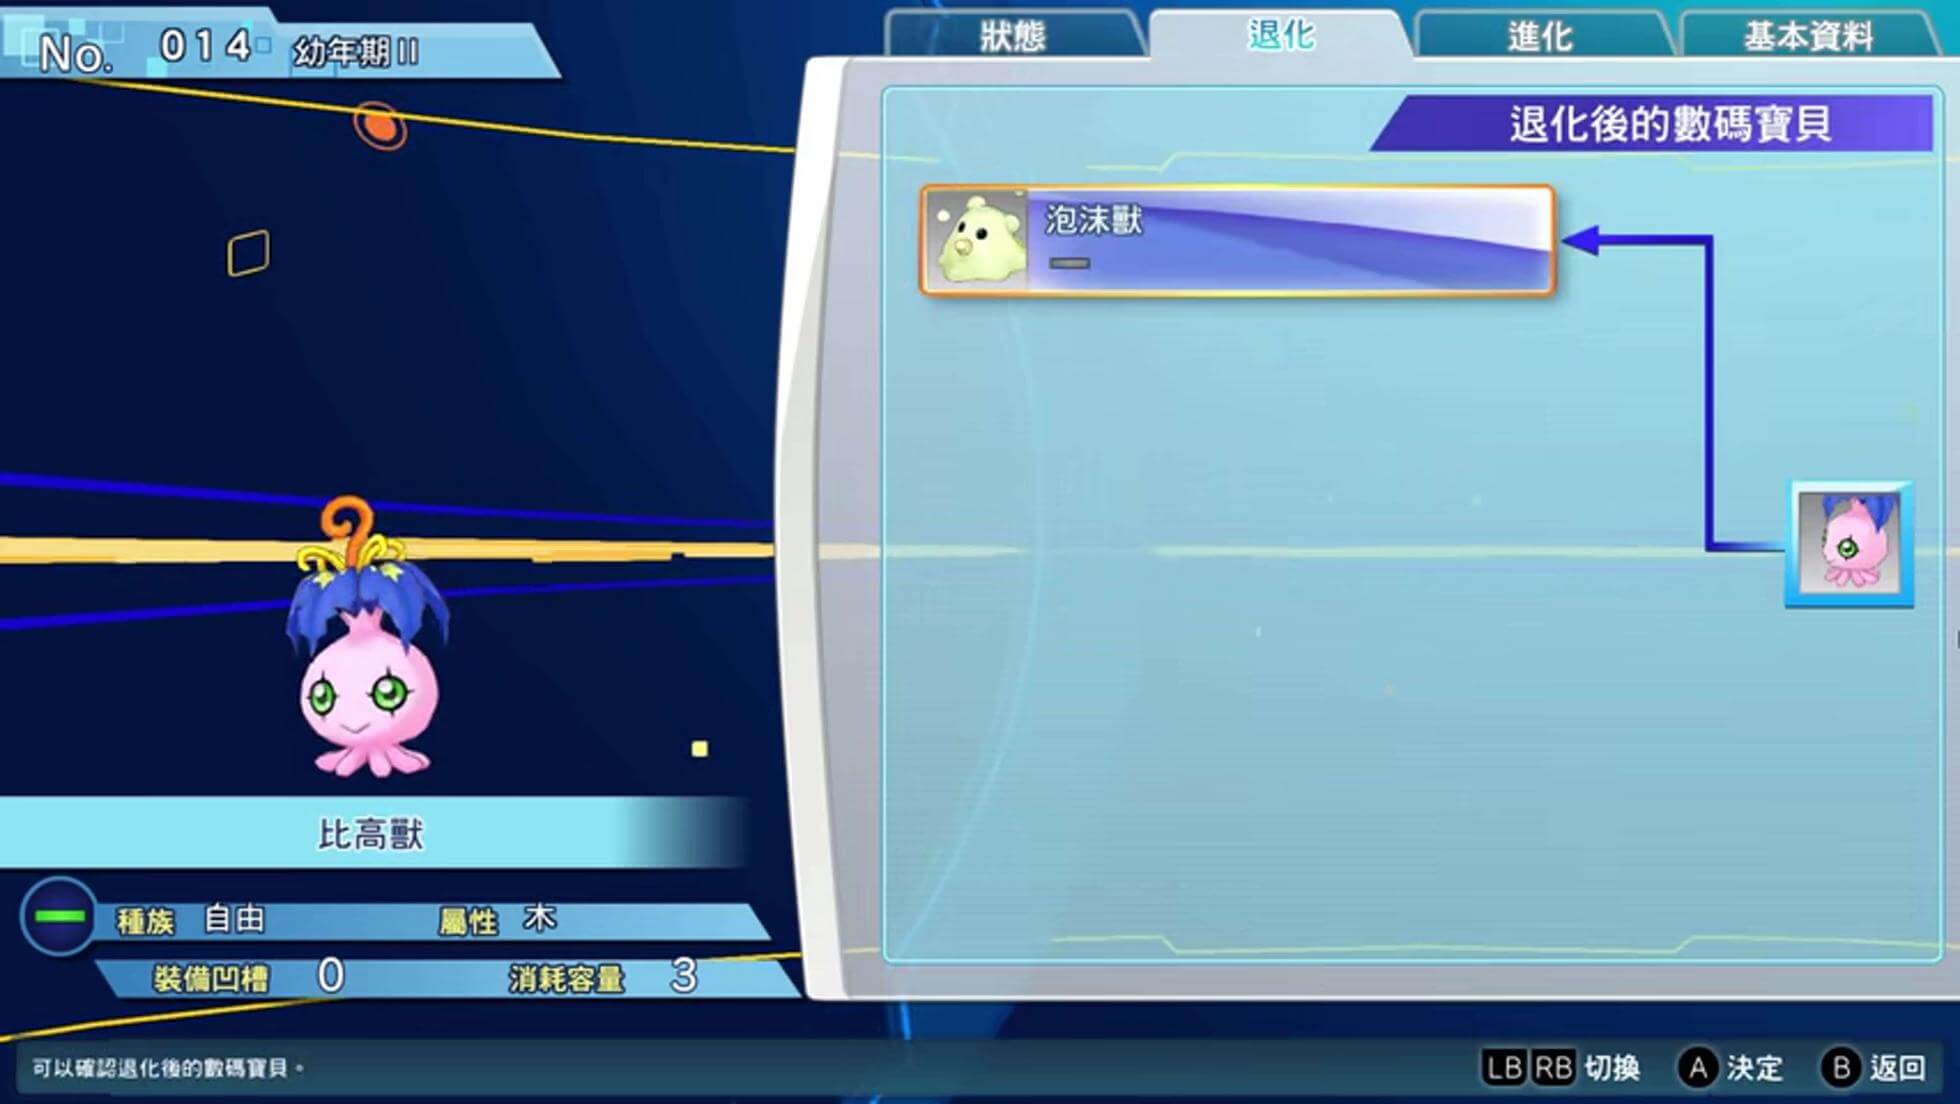 No. 014 幼年期II
狀態 退化 進化 基本資料
退化後的數碼寶貝
泡沫獸
比高獸
種族 自由 屬性 木
裝備凹槽 0 消耗容量 3
可以確認退化後的數碼寶貝。
LB RB 切換 A 決定 B 返回